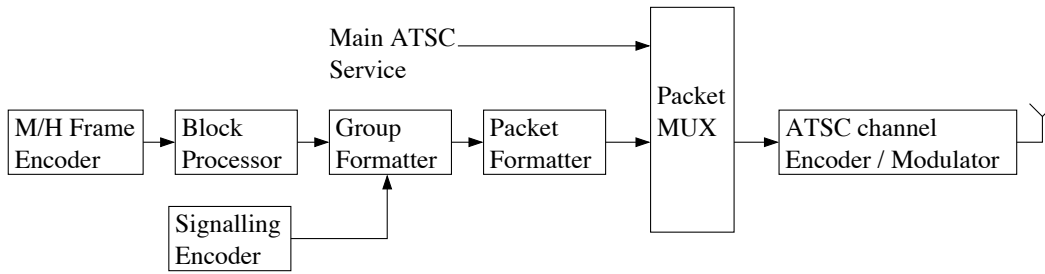 Main ATSC
Service
M/H Frame
Encoder
Block
Processor
Group
Formatter
Packet
Formatter
Packet
MUX
ATSC channel
Encoder / Modulator
Signalling
Encoder